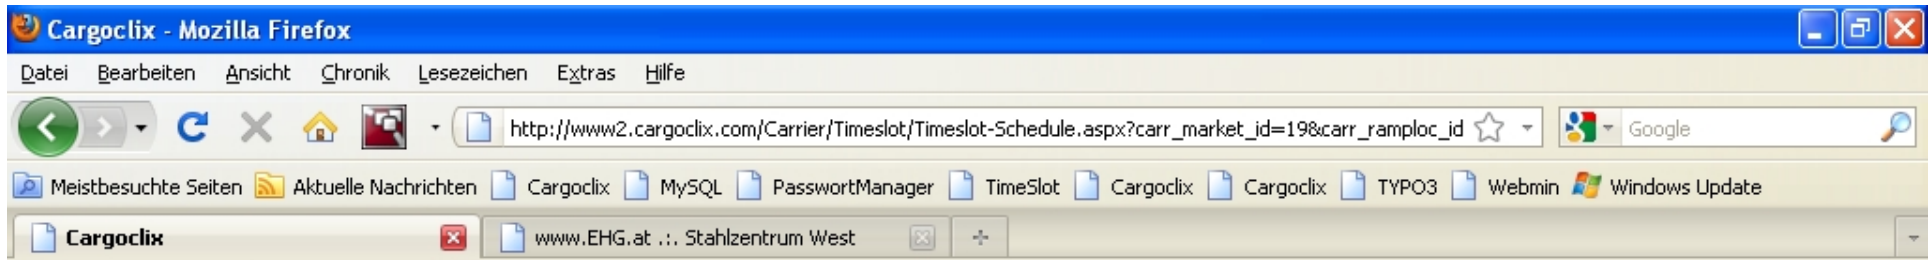 Cargoclix - Mozilla Firefox
Datei Bearbeiten Ansicht Chronik Lesezeichen Extras Hilfe
http://www2.cargoclix.com/Carrier/Timeslot/Timeslot-Schedule.aspx?carr_market_id=19&carr_ramploc_id Google
Meistbesuchte Seiten Aktuelle Nachrichten Cargoclix MySQL PasswortManager TimeSlot Cargoclix Cargoclix TYPO3 Webmin Windows Update
Cargoclix www.EHG.at .:. Stahlzentrum West